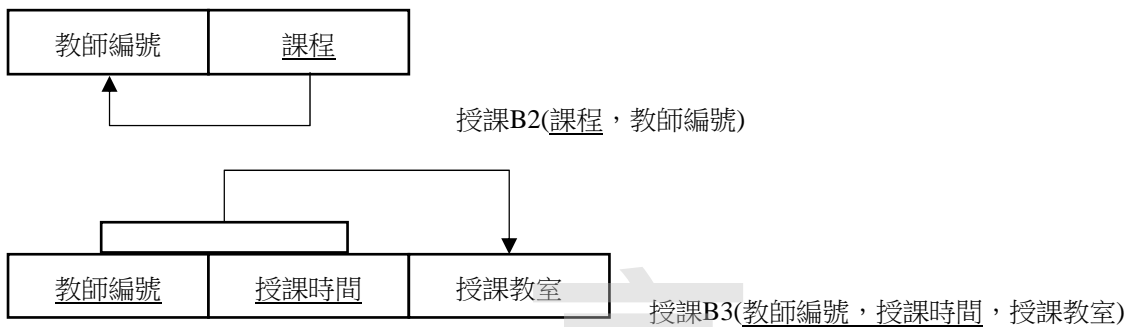 教師編號 課程
授課B2(課程，教師編號)
教師編號 授課時間 授課教室
授課B3(教師編號，授課時間，授課教室)